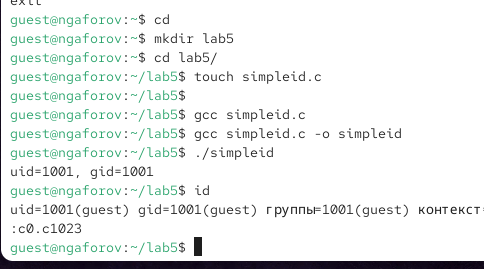 exit
guest@ngaforov:~$ cd
guest@ngaforov:~$ mkdir lab5
guest@ngaforov:~$ cd lab5/
guest@ngaforov:~/lab5$ touch simpleid.c
guest@ngaforov:~/lab5$
guest@ngaforov:~/lab5$ gcc simpleid.c
guest@ngaforov:~/lab5$ gcc simpleid.c -o simpleid
guest@ngaforov:~/lab5$ ./simpleid
uid=1001, gid=1001
guest@ngaforov:~/lab5$ id
uid=1001(guest) gid=1001(guest) группы=1001(guest) контекст=
:c0.c1023
guest@ngaforov:~/lab5$